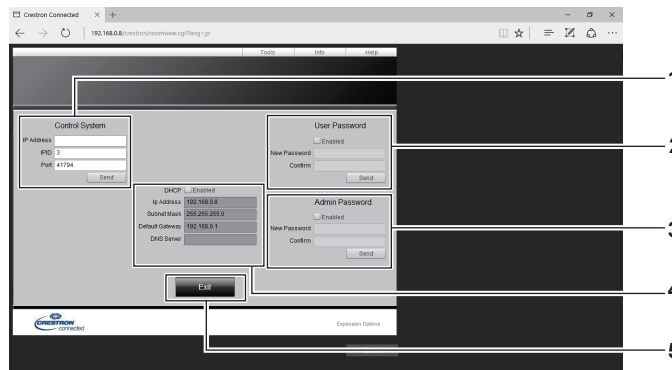 Crestron Connected
192.168.0.8/crestron/roomview.cgi?lang=jp
Tools Info Help
1
Control System
IP Address
IPID 3
Port 41794
Send
User Password
Enabled
New Password
Confirm
Send
DHCP Enabled
Ip Address 192.168.0.8
Subnet Mask 255.255.255.0
Default Gateway 192.168.0.1
DNS Server
Admin Password
Enabled
New Password
Confirm
Send
3
4
Exit
CRESTRON
connected
Expansion Options
5